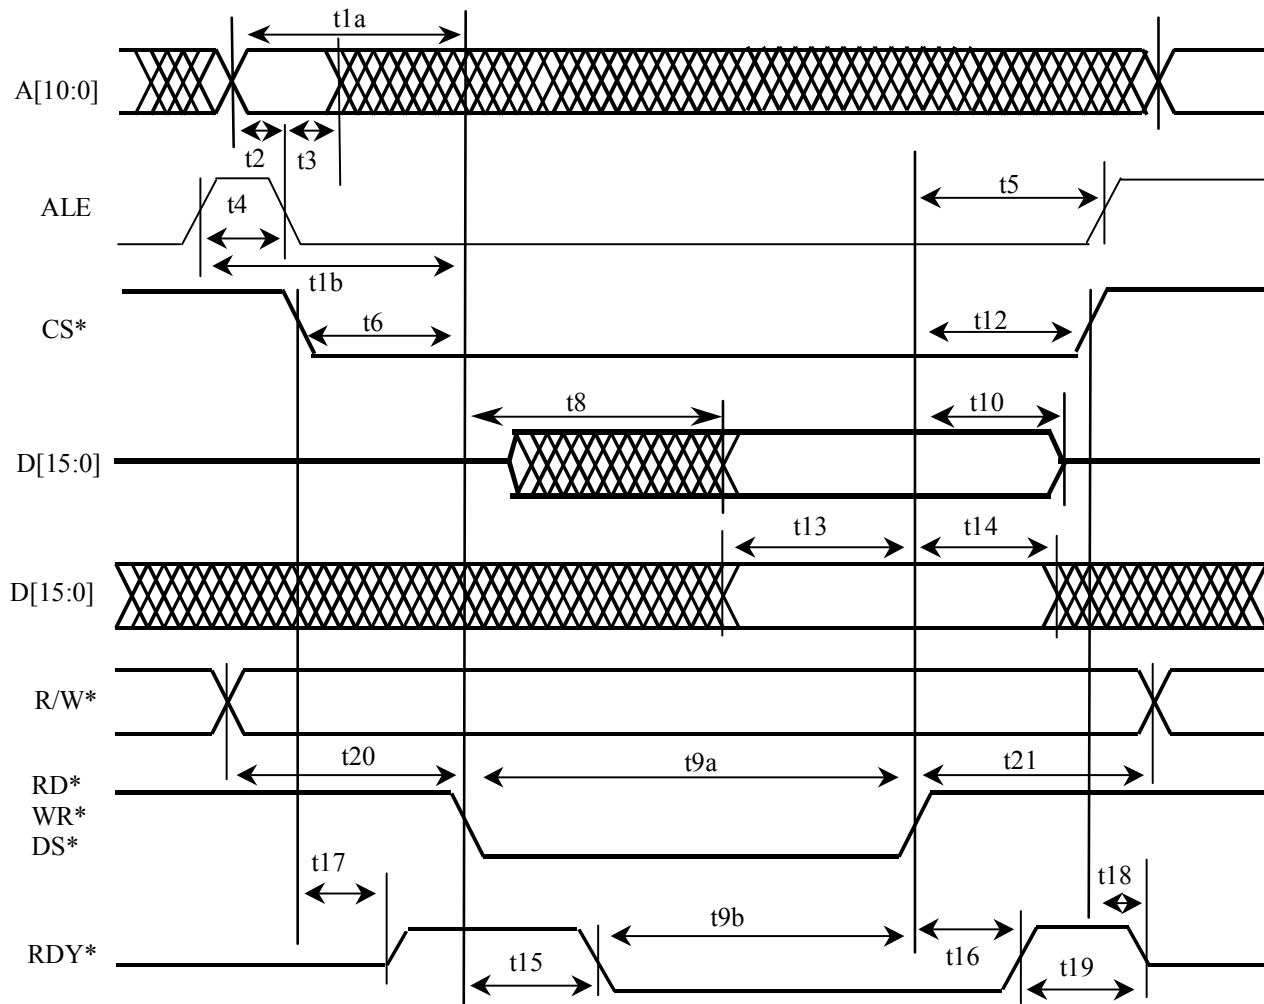 t1a
A[10:0]
t2
t3
ALE
t4
t5
t1b
CS*
t6
t12
t8
t10
D[15:0]
t13
t14
D[15:0]
R/W*
t20
t9a
t21
RD*
WR*
DS*
t17
t18
t9b
RDY*
t15
t16
t19